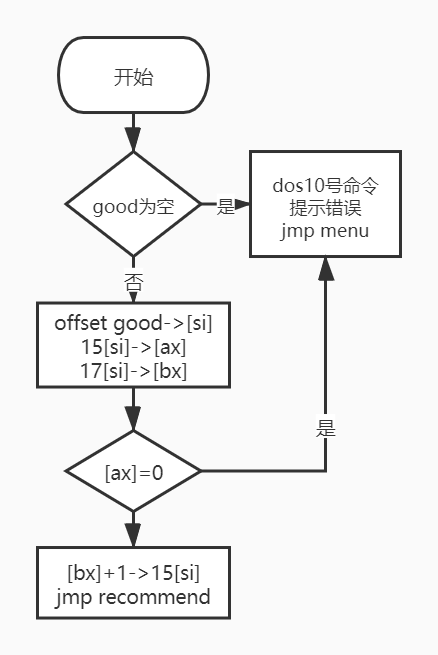 开始
good为空
是
dos10号命令
提示错误
jmp menu
否
offset good->[si]
15[si]->[ax]
17[si]->[bx]
是
[ax]=0
[bx]+1->15[si]
jmp recommend